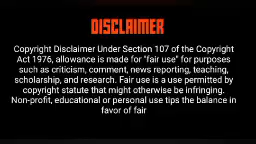 DISCLAIMER
Copyright Disclaimer Under Section 107 of the Copyright
Act 1976, allowance is made for "fair use" for purposes
such as criticism, comment, news reporting, teaching,
scholarship, and research. Fair use is a use permitted by
copyright statute that might otherwise be infringing.
Non-profit, educational or personal use tips the balance in
favor of fair